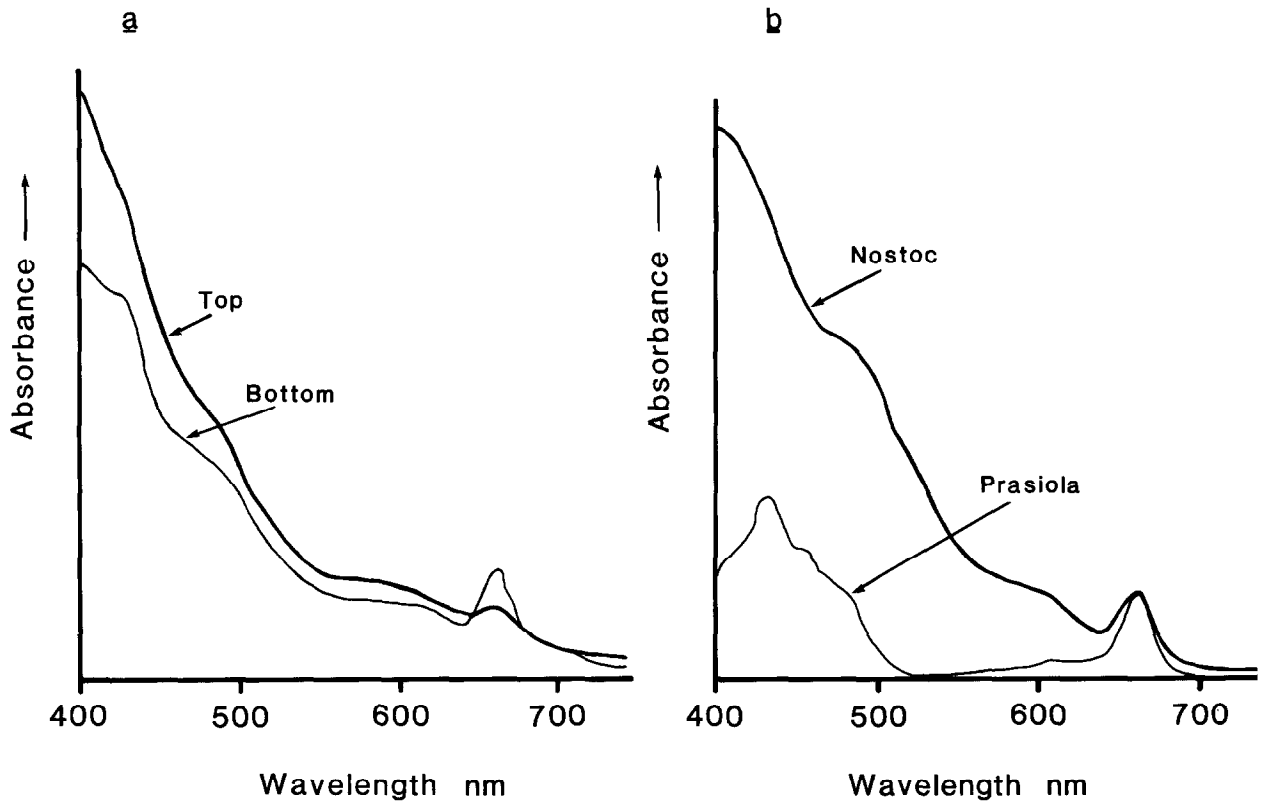 a
Absorbance
Top
Bottom
400 500 600 700
Wavelength nm
b
Absorbance
Nostoc
Prasiola
400 500 600 700
Wavelength nm